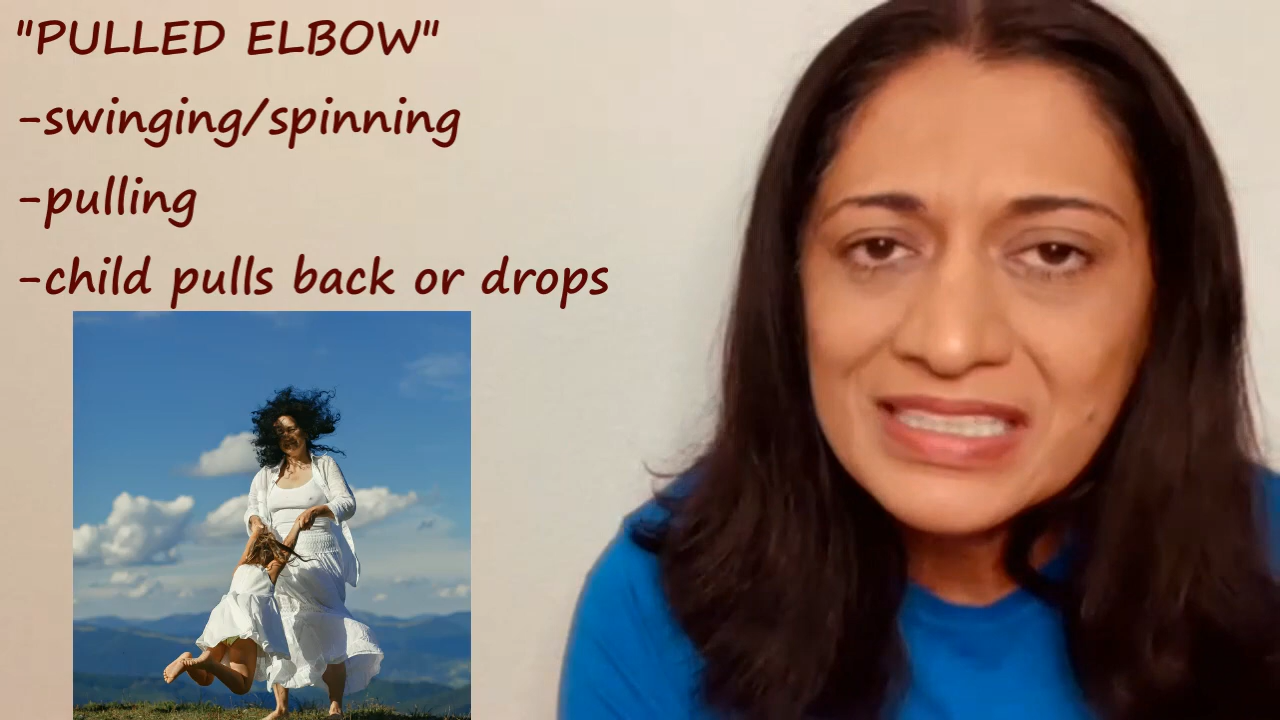 "PULLED ELBOW"
-swinging/spinning
-pulling
-child pulls back or drops